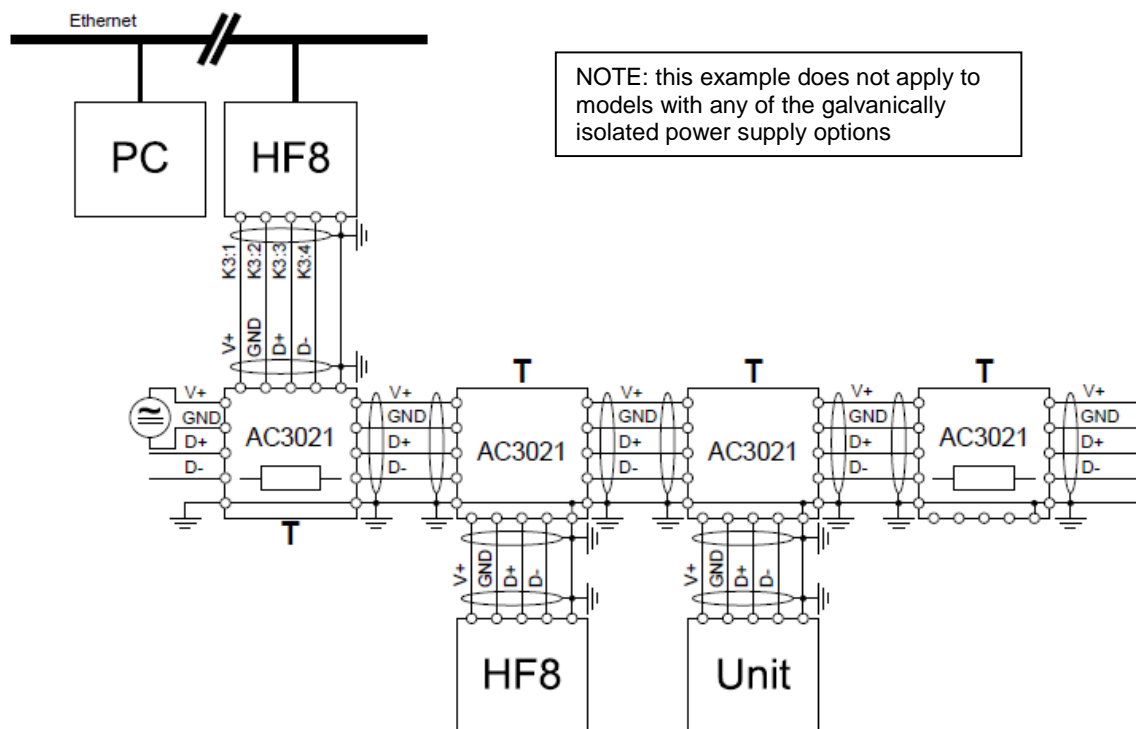 Ethernet
NOTE: this example does not apply to
models with any of the galvanically
isolated power supply options
PC
HF8
K3:1
K3:2
K3:3
K3:4
V+
GND
D+
D-
T
T
T
V+
GND
D+
D-
AC3021
V+
GND
D+
D-
AC3021
V+
GND
D+
D-
AC3021
V+
GND
D+
D-
AC3021
V+
GND
D+
D-
T
V+
GND
D+
D-
V+
GND
D+
D-
HF8
Unit